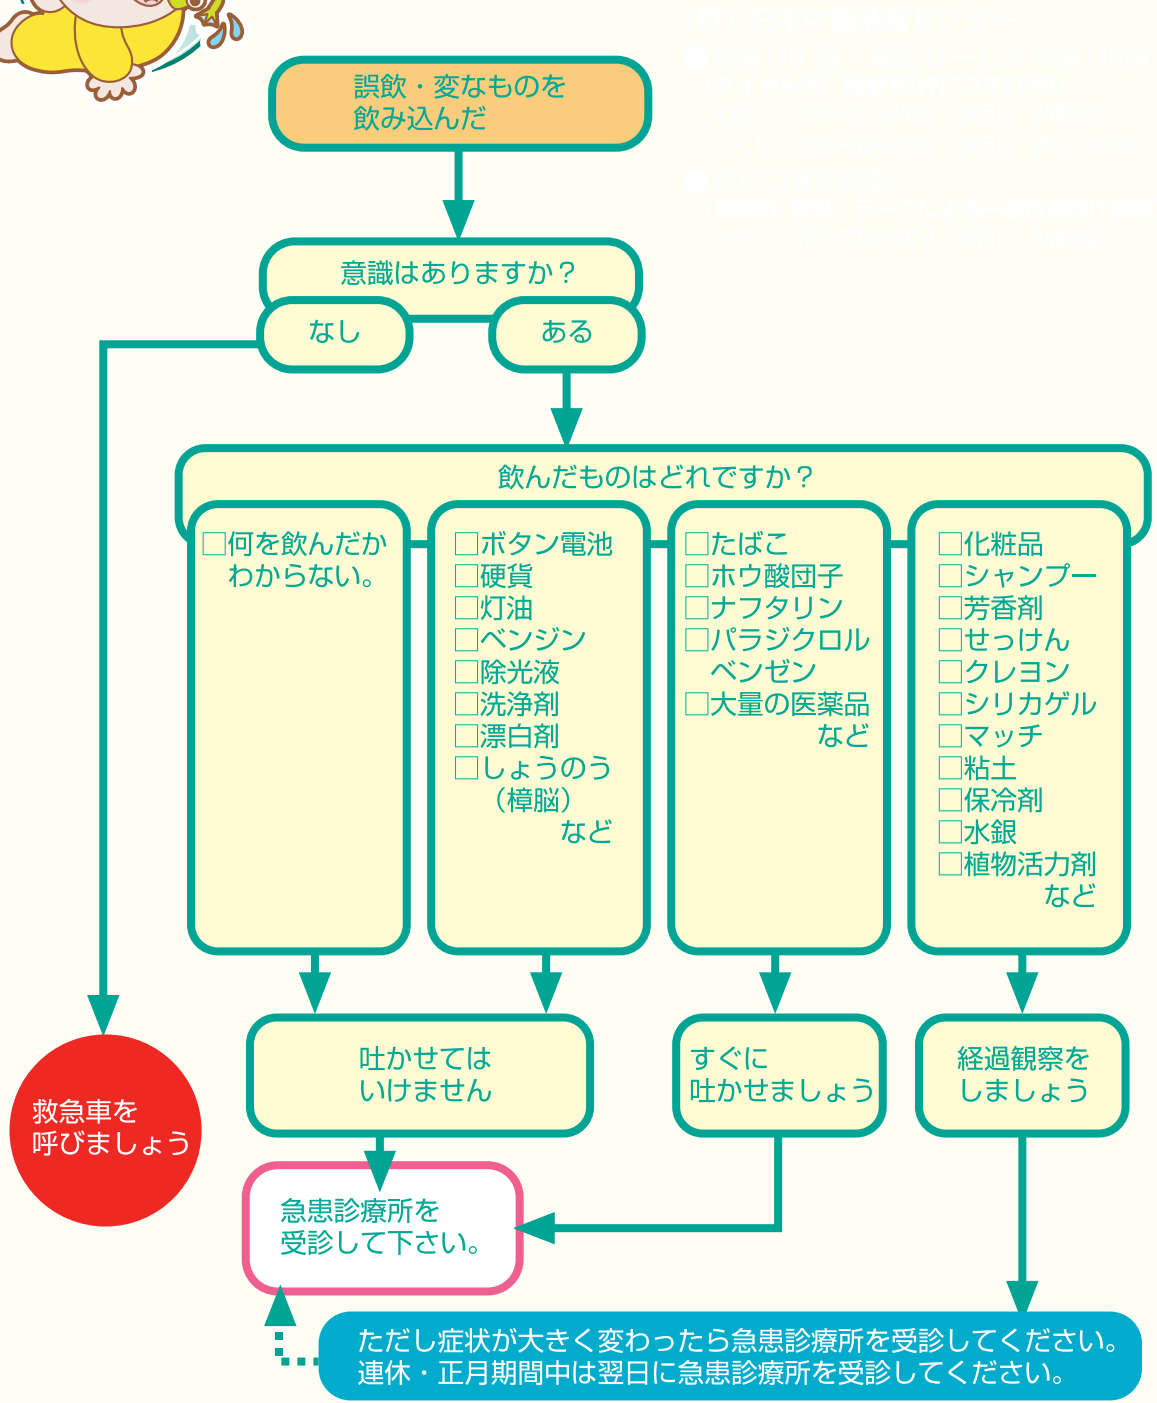 誤飲・変なものを
飲み込んだ
意識はありますか？
なし
ある
飲んだものはどれですか？
□何を飲んだか
わからない。
□ボタン電池
□硬貨
□灯油
□ベンジン
□除光液
□洗浄剤
□漂白剤
□しょうのう
（樟脳）
など
□たばこ
□ホウ酸団子
□ナフタリン
□パラジクロル
ベンゼン
□大量の医薬品
など
□化粧品
□シャンプー
□芳香剤
□せっけん
□クレヨン
□シリカゲル
□マッチ
□粘土
□保冷剤
□水銀
□植物活力剤
など
吐かせては
いけません
すぐに
吐かせましょう
経過観察を
しましょう
救急車を
呼びましょう
急患診療所を
受診して下さい。
ただし症状が大きく変わったら急患診療所を受診してください。
連休・正月期間中は翌日に急患診療所を受診してください。